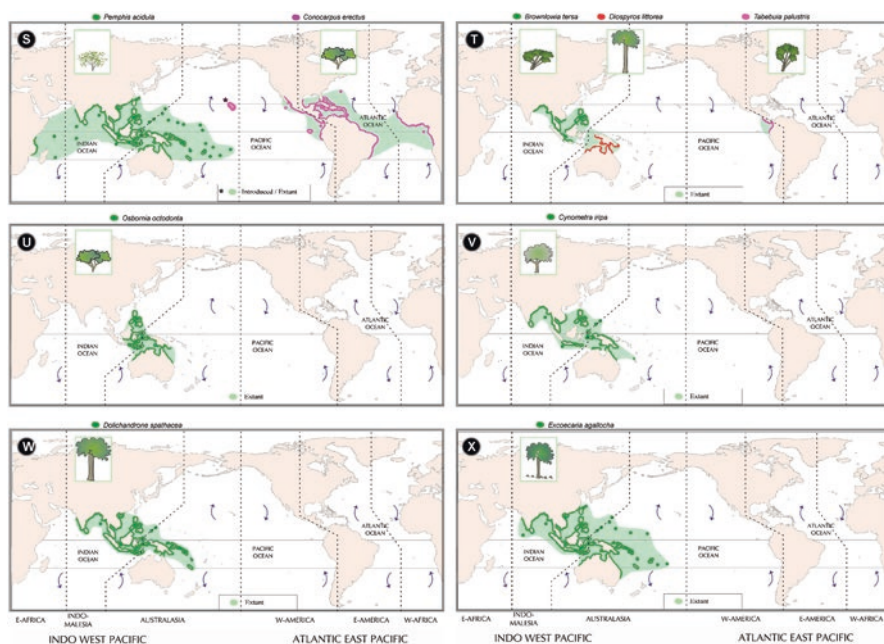 Pemphis acidula Conocarpus erectus
S
ATLANTIC
OCEAN
INDIAN
OCEAN
PACIFIC
OCEAN
* Introduced / Extant
Brownlowia tersa Diospyros littorea Tabebuia palustris
T
ATLANTIC
OCEAN
INDIAN
OCEAN
PACIFIC
OCEAN
Extant
Osbornia octodonta
U
ATLANTIC
OCEAN
INDIAN
OCEAN
PACIFIC
OCEAN
Extant
Cynometra iripa
V
ATLANTIC
OCEAN
INDIAN
OCEAN
PACIFIC
OCEAN
Extant
Dolichandrone spathacea
W
ATLANTIC
OCEAN
INDIAN
OCEAN
PACIFIC
OCEAN
Extant
Excoecaria agallocha
X
ATLANTIC
OCEAN
INDIAN
OCEAN
PACIFIC
OCEAN
Extant
E-AFRICA INDO-MALESIA AUSTRALASIA W-AMERICA E-AMERICA W-AFRICA
INDO WEST PACIFIC ATLANTIC EAST PACIFIC
E-AFRICA INDO-MALESIA AUSTRALASIA W-AMERICA E-AMERICA W-AFRICA
INDO WEST PACIFIC ATLANTIC EAST PACIFIC